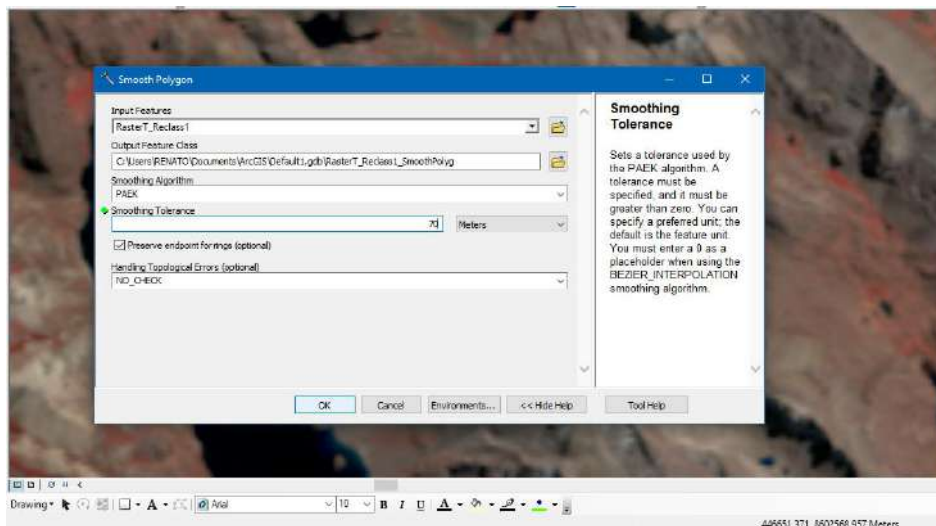 Smooth Polygon
Input Features
RasterT_Reclass1
Output Feature Class
C:\Users\RENATO\Documents\ArcGIS\Default1.gdb\RasterT_Reclass1_SmoothPolyg
Smoothing Algorithm
PAEK
Smoothing Tolerance
70 Meters
Preserve endpoint for rings (optional)
Handling Topological Errors (optional)
NO_CHECK
OK Cancel Environments... << Hide Help Tool Help
Smoothing
Tolerance
Sets a tolerance used by
the PAEK algorithm. A
tolerance must be
specified, and it must be
greater than zero. You can
specify a preferred unit; the
default is the feature unit.
You must enter a 0 as a
placeholder when using the
BEZIER_INTERPOLATION
smoothing algorithm.
Drawing A Arial 10 B I U A
446651.371 8602568.957 Meters